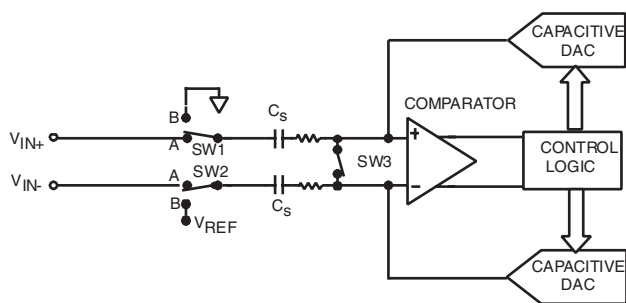 CAPACITIVE
DAC
B
C_S
COMPARATOR
V_IN+
A
SW1
+
SW3
CONTROL
LOGIC
V_IN-
A
SW2
−
B
C_S
V_REF
CAPACITIVE
DAC